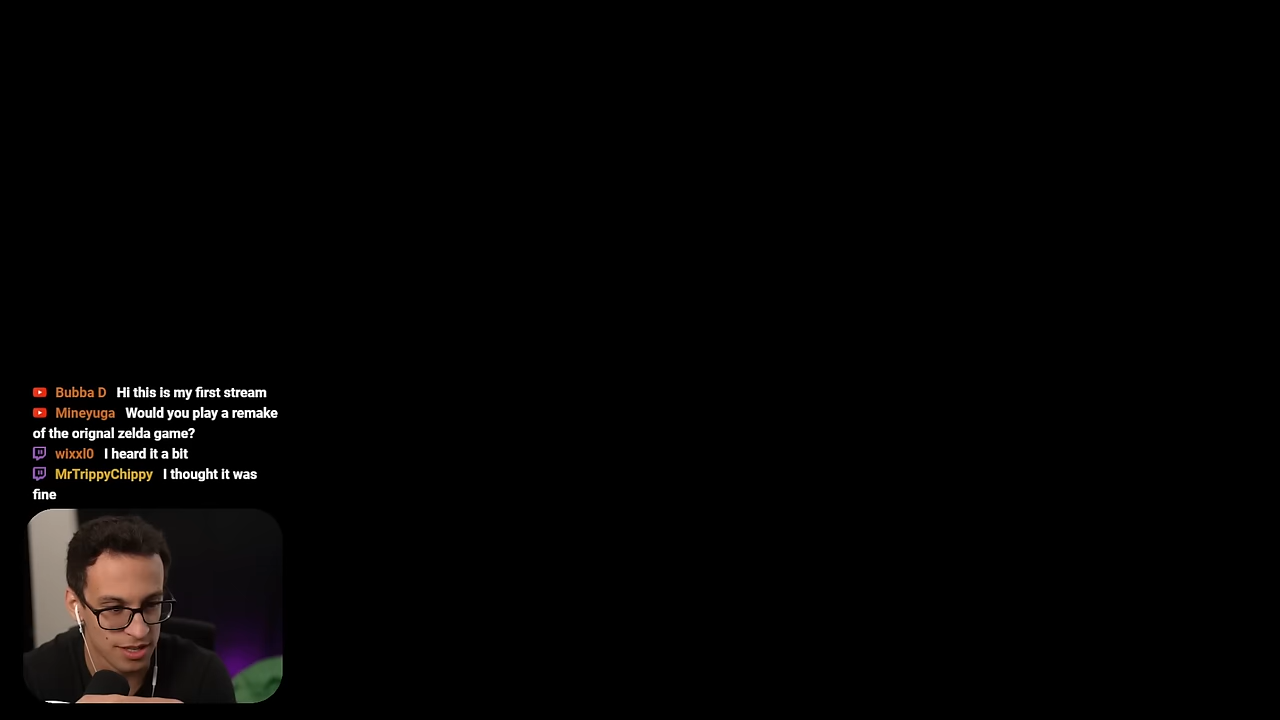 Bubba D Hi this is my first stream
Mineyuga Would you play a remake
of the orignal zelda game?
wixxl0 I heard it a bit
MrTrippyChippy I thought it was
fine